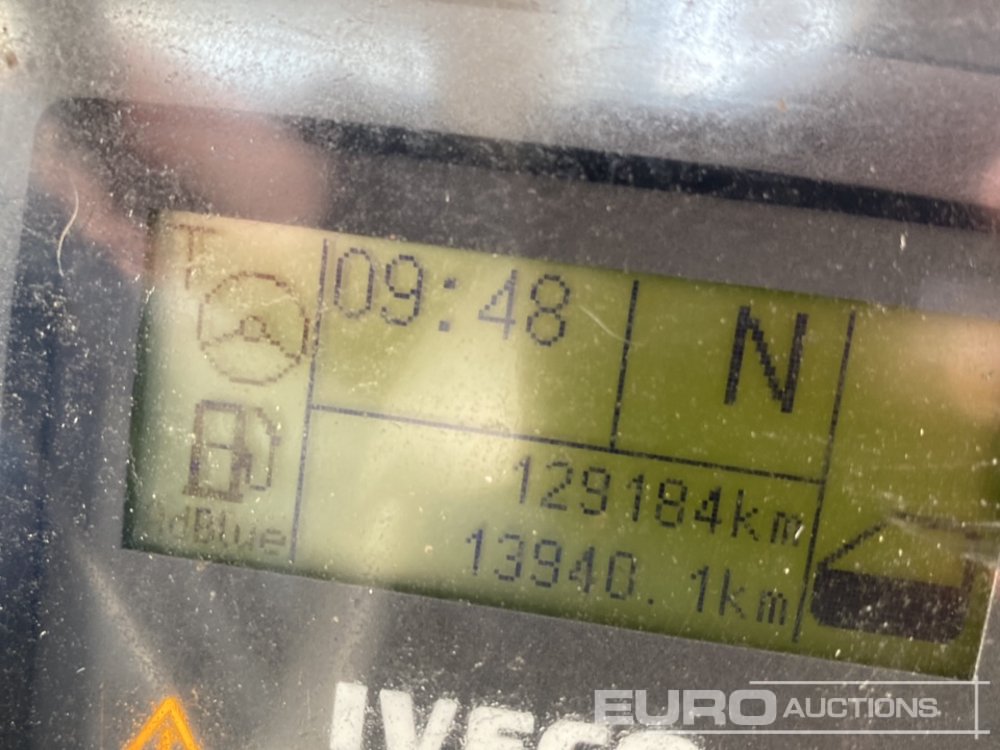 09:48
N
129184km
13940.1km
AdBlue
IVECO
EURO AUCTIONS